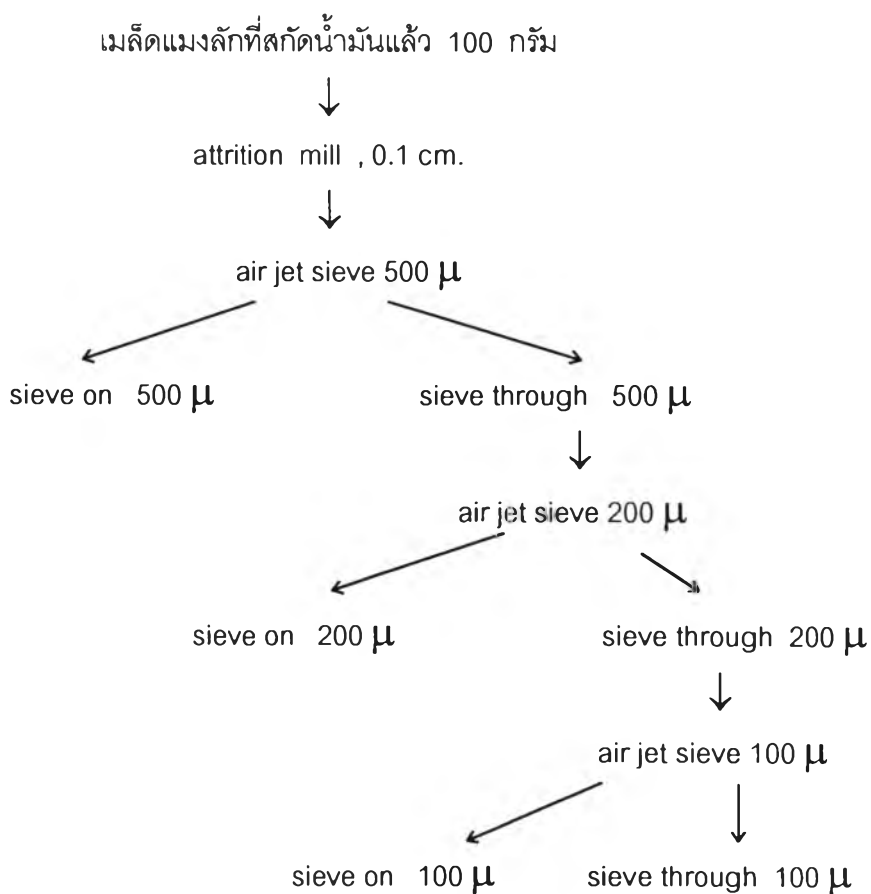 เมล็ดแมงลักที่สกัดน้ำมันแล้ว 100 กรัม
attrition mill , 0.1 cm.
air jet sieve 500 μ
sieve on 500 μ sieve through 500 μ
air jet sieve 200 μ
sieve on 200 μ sieve through 200 μ
air jet sieve 100 μ
sieve on 100 μ sieve through 100 μ